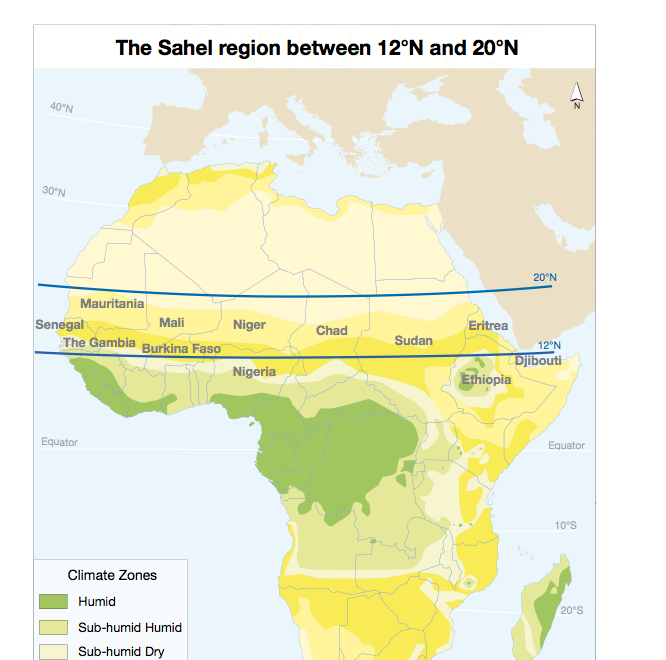 The Sahel region between 12°N and 20°N
N
40°N
30°N
20°N
Mauritania
Senegal
Mali
Niger
Chad
Sudan
Eritrea
The Gambia
Burkina Faso
12°N
Djibouti
Nigeria
Ethiopia
Equator
Equator
10°S
Climate Zones
Humid
20°S
Sub-humid Humid
Sub-humid Dry